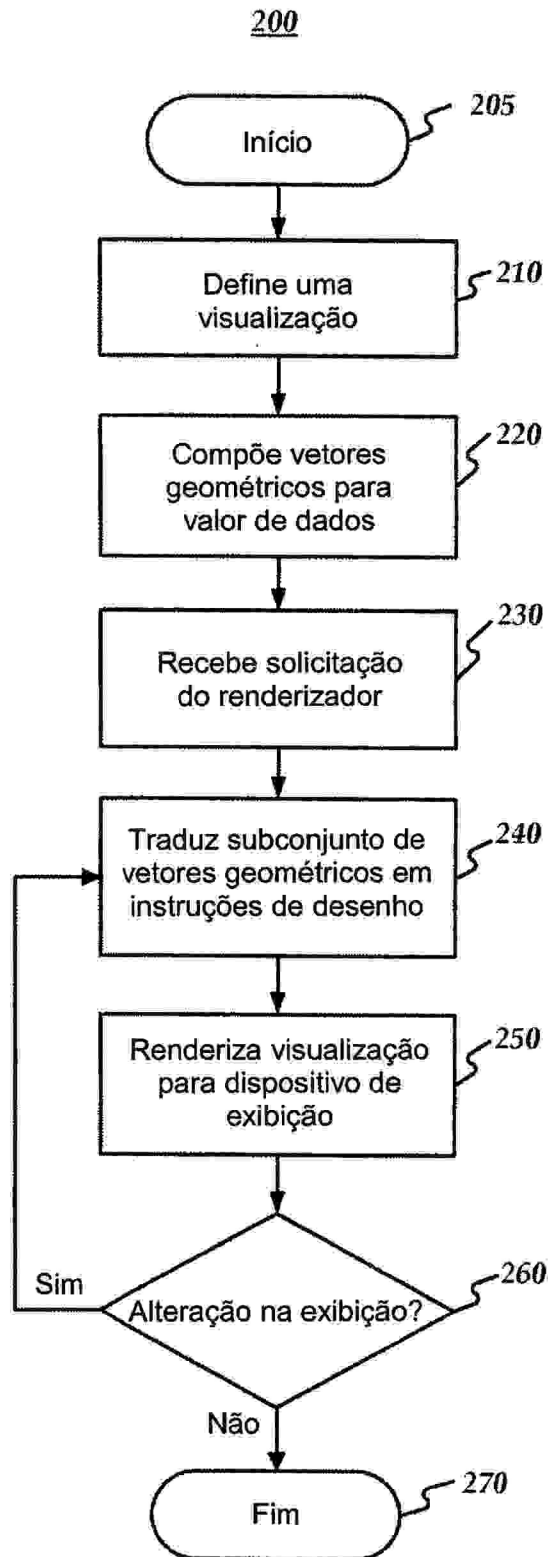 200
Início
205
Define uma
visualização
210
Compõe vetores
geométricos para
valor de dados
220
Recebe solicitação
do renderizador
230
Traduz subconjunto de
vetores geométricos em
instruções de desenho
240
Renderiza visualização
para dispositivo de
exibição
250
Sim
Alteração na exibição?
260
Não
Fim
270